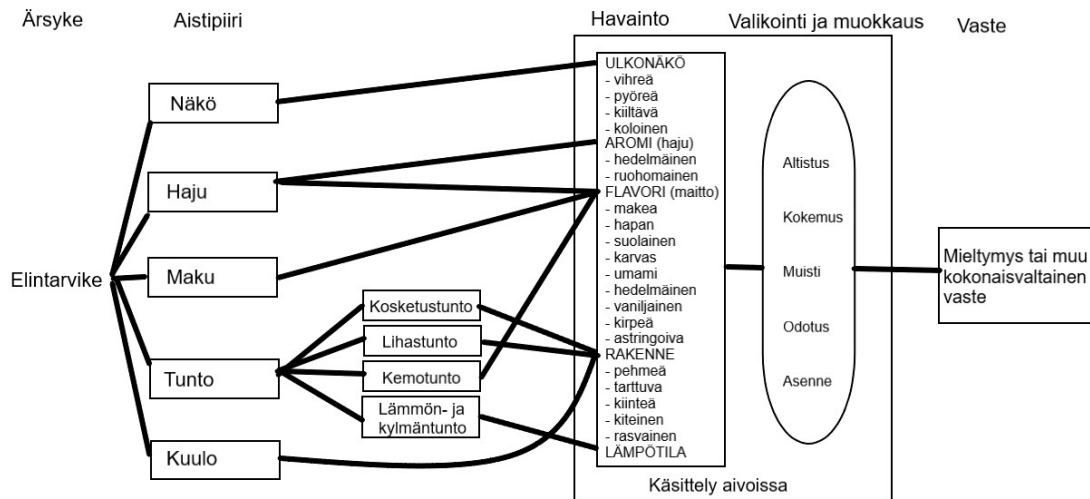 Ärsyke
Aistipiiri
Havainto
Valikointi ja muokkaus
Vaste
Elintarvike
Näkö
Haju
Maku
Tunto
Kuulo
Kosketustunto
Lihastunto
Kemotunto
Lämmön- ja
kylmäntunto
ULKONÄKÖ
- vihreä
- pyöreä
- kiiltävä
- koloinen
AROMI (haju)
- hedelmäinen
- ruohomainen
FLAVORI (maitto)
- makea
- hapan
- suolainen
- karvas
- umami
- hedelmäinen
- vaniljainen
- kirpeä
- astringoiva
RAKENNE
- pehmeä
- tarttuva
- kiinteä
- kiteinen
- rasvainen
LÄMPÖTILA
Altistus
Kokemus
Muisti
Odotus
Asenne
Käsittely aivoissa
Mieltymys tai muu
kokonaisvaltainen
vaste